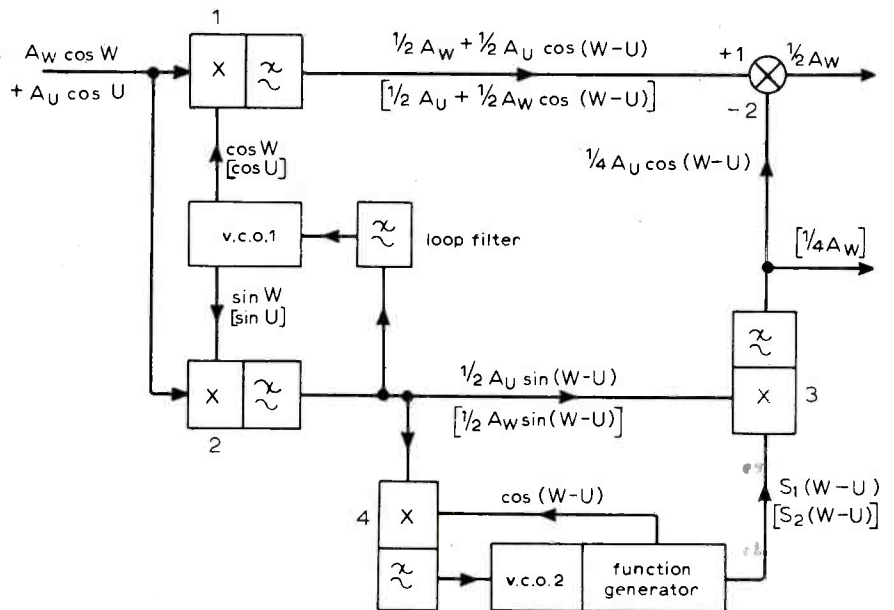 1
A_W cos W
+ A_U cos U
X
½ A_W + ½ A_U cos (W–U)
[½ A_U + ½ A_W cos (W–U)]
+1
½ A_W
–2
cos W
[cos U]
¼ A_U cos (W–U)
v.c.o.1
loop filter
[¼ A_W]
sin W
[sin U]
X
2
½ A_U sin (W–U)
[½ A_W sin (W–U)]
X
3
4
X
cos (W–U)
S₁ (W–U)
[S₂ (W–U)]
v.c.o.2
function
generator